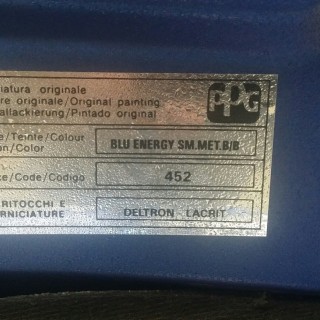 iatura originale
re originale/Original painting
allackierung/Pintado original
PPG
e/Teinte/Colour
on/Color
BLU ENERGY SM.MET.B/B
e/Code/Codigo
452
RITOCCHI E
RNICIATURE
DELTRON LACRIT